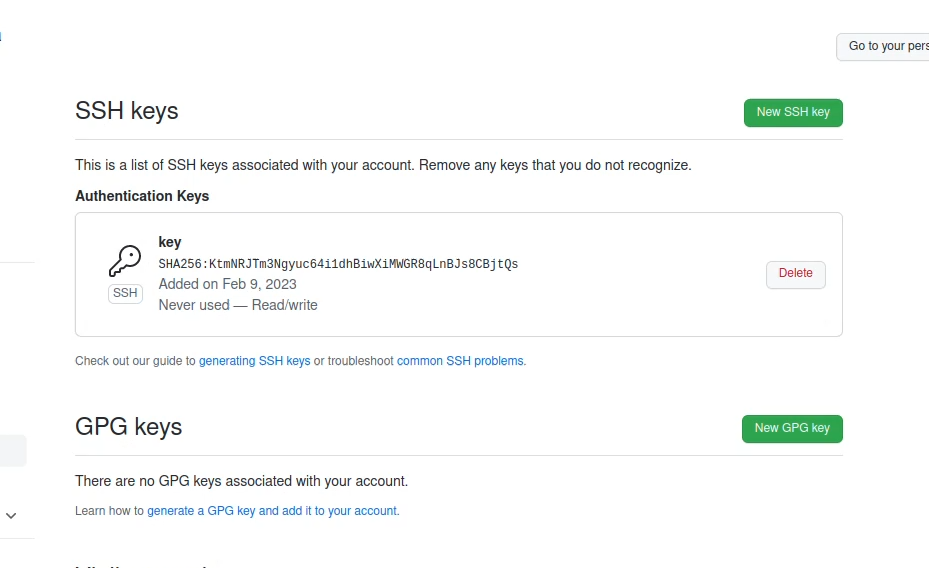 Go to your pers
SSH keys
New SSH key
This is a list of SSH keys associated with your account. Remove any keys that you do not recognize.
Authentication Keys
key
SHA256:KtmNRJTm3Ngyuc64i1dhBiwXiMWGR8qLnBJs8CBjtQs
SSH
Added on Feb 9, 2023
Never used — Read/write
Delete
Check out our guide to generating SSH keys or troubleshoot common SSH problems.
GPG keys
New GPG key
There are no GPG keys associated with your account.
Learn how to generate a GPG key and add it to your account.